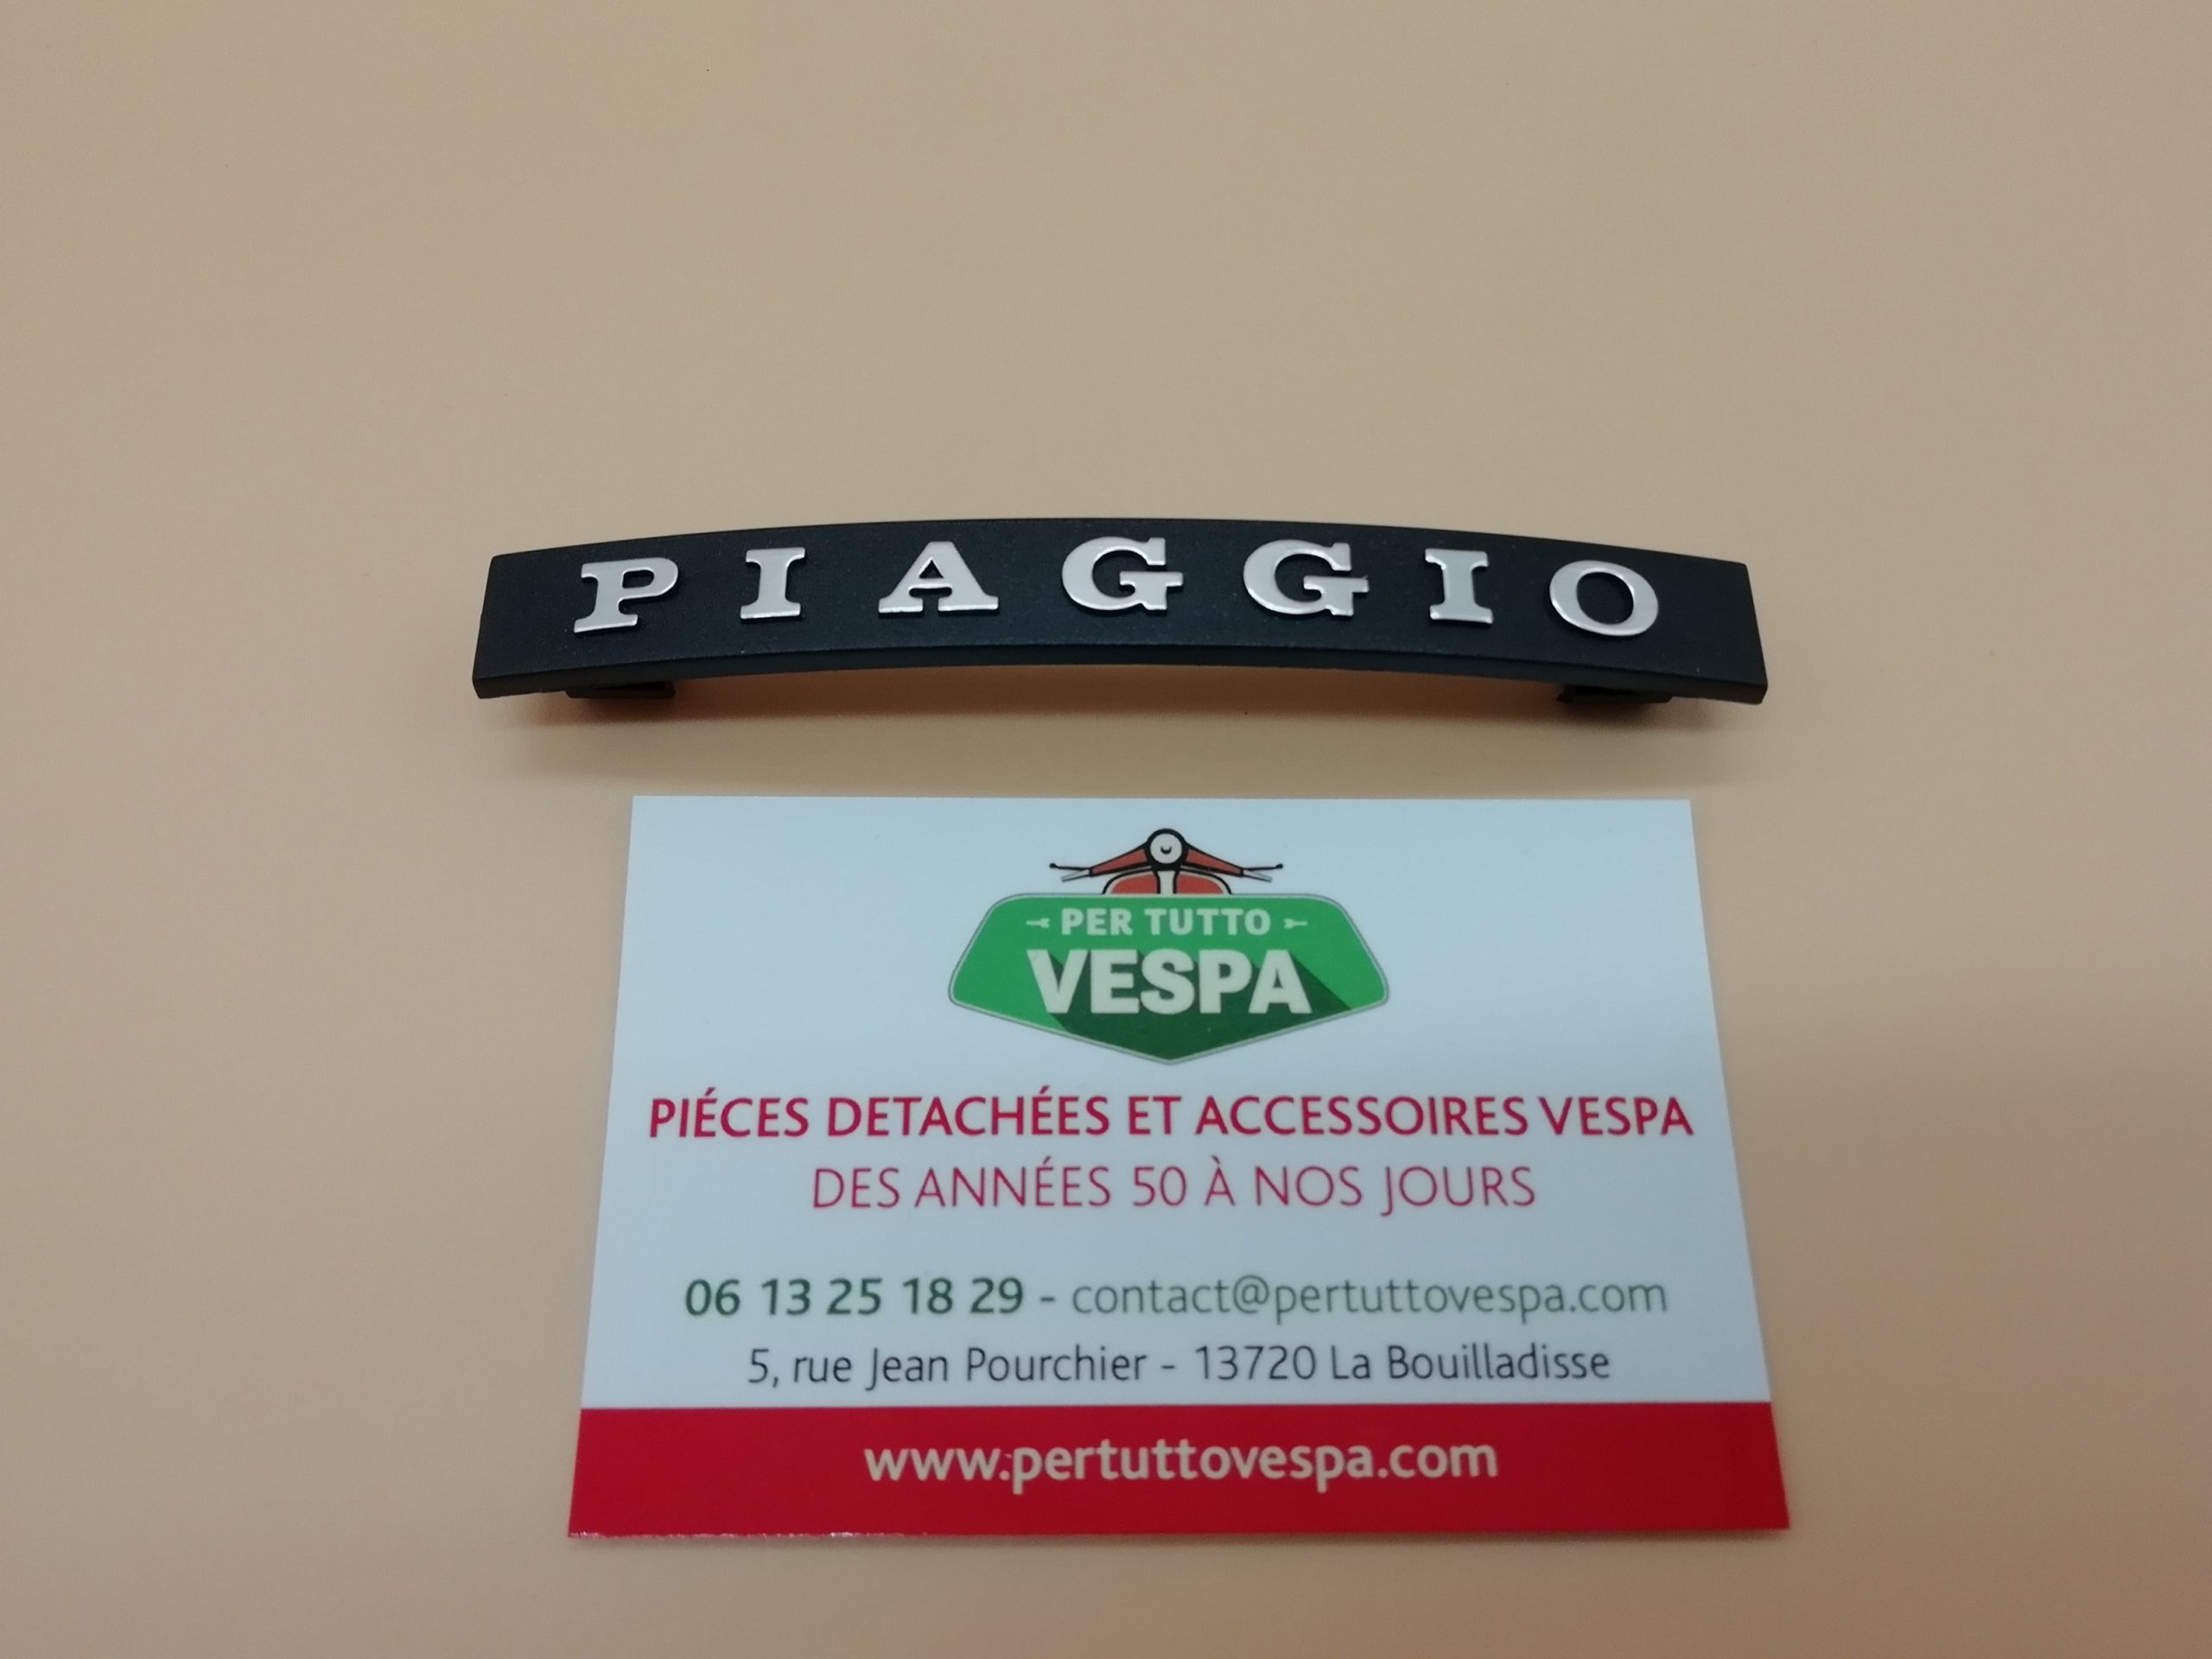 PIAGGIO
PER TUTTO
VESPA
PIÉCES DETACHÉES ET ACCESSOIRES VESPA
DES ANNÉES 50 À NOS JOURS
06 13 25 18 29 - contact@pertuttovespa.com
5, rue Jean Pourchier - 13720 La Bouilladisse
www.pertuttovespa.com